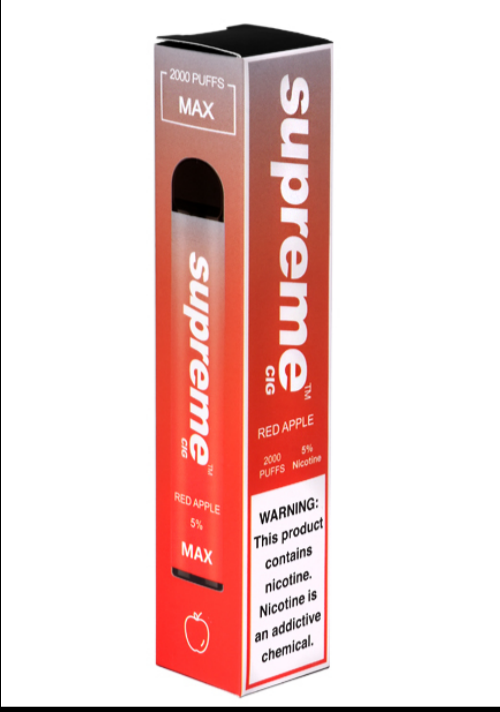 2000 PUFFS
MAX
supreme
CIG
TM
RED APPLE
5%
MAX
supreme
CIG
TM
RED APPLE
2000
PUFFS
5%
Nicotine
WARNING:
This product
contains
nicotine.
Nicotine is
an addictive
chemical.